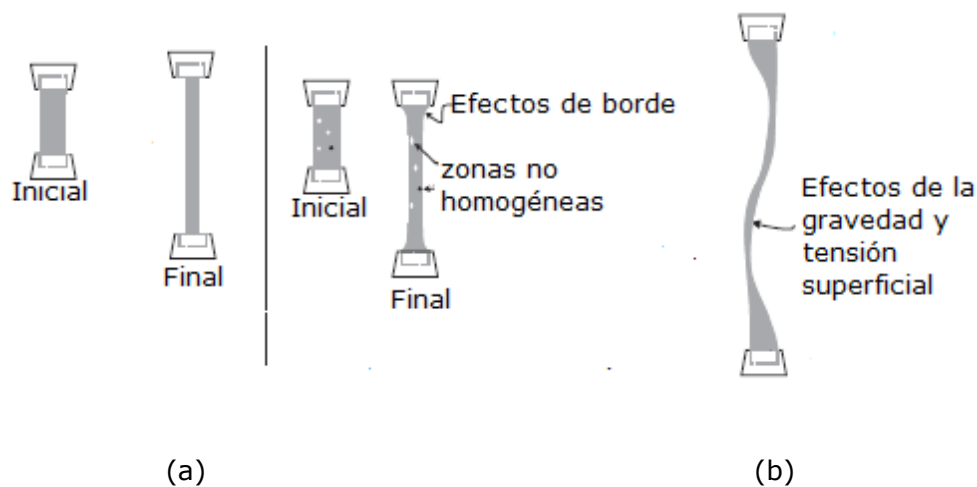 Inicial
Final
Inicial
Final
Efectos de borde
zonas no
homogéneas
Efectos de la
gravedad y
tensión
superficial
(a)
(b)